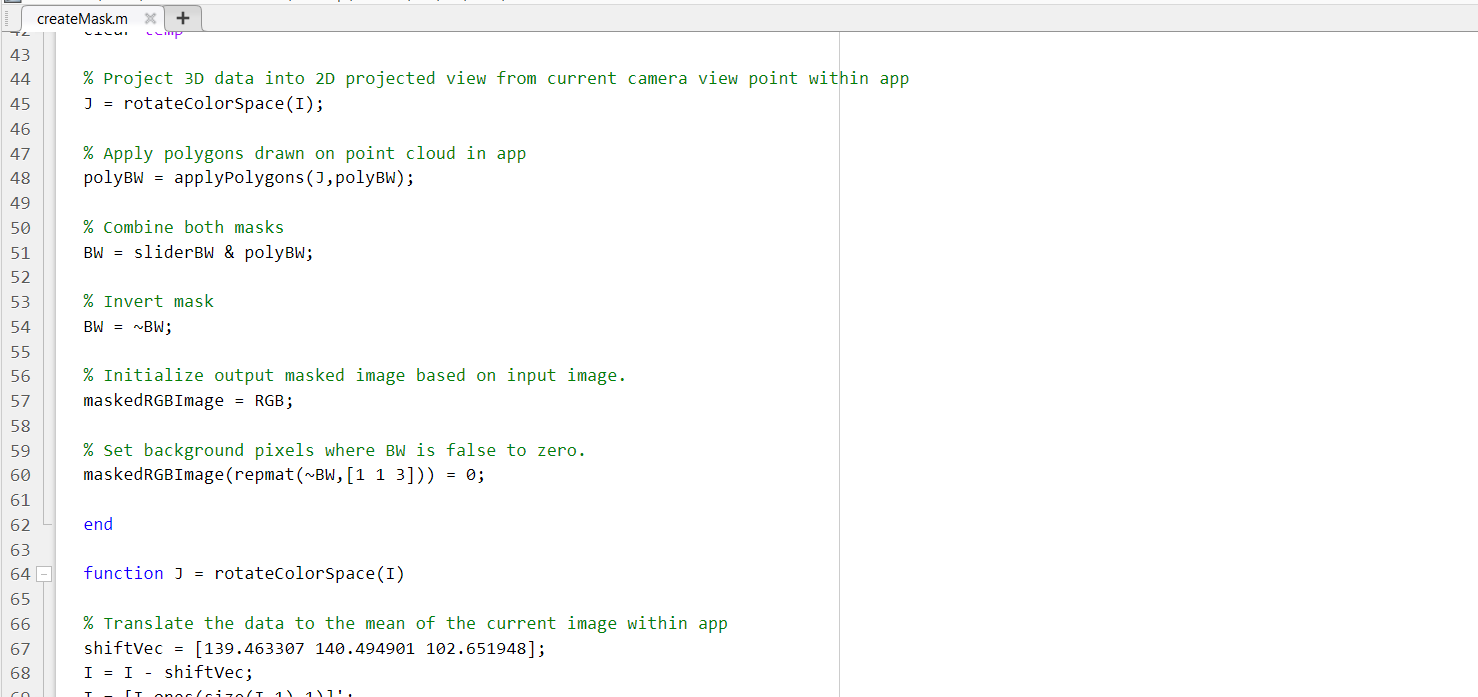 createMask.m
42 clear temp
43
44 % Project 3D data into 2D projected view from current camera view point within app
45 J = rotateColorSpace(I);
46
47 % Apply polygons drawn on point cloud in app
48 polyBW = applyPolygons(J,polyBW);
49
50 % Combine both masks
51 BW = sliderBW & polyBW;
52
53 % Invert mask
54 BW = ~BW;
55
56 % Initialize output masked image based on input image.
57 maskedRGBImage = RGB;
58
59 % Set background pixels where BW is false to zero.
60 maskedRGBImage(repmat(~BW,[1 1 3])) = 0;
61
62 end
63
64 function J = rotateColorSpace(I)
65
66 % Translate the data to the mean of the current image within app
67 shiftVec = [139.463307 140.494901 102.651948];
68 I = I - shiftVec;
69 I = [I ones(size(I,1),1)]';